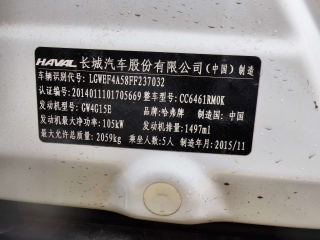 HAVAL 长城汽车股份有限公司(中国)制造
车辆识别代号: LGWEF4A58FF237032
认证型号: 2014011101705669 整车型号: CC6461RM0K
发动机型号: GW4G15E 品牌: 哈弗牌 制造国: 中国
发动机最大净功率: 105kW 发动机排量: 1497ml
最大允许总质量: 2059kg 乘坐人数: 5人 制造年月: 2015/11